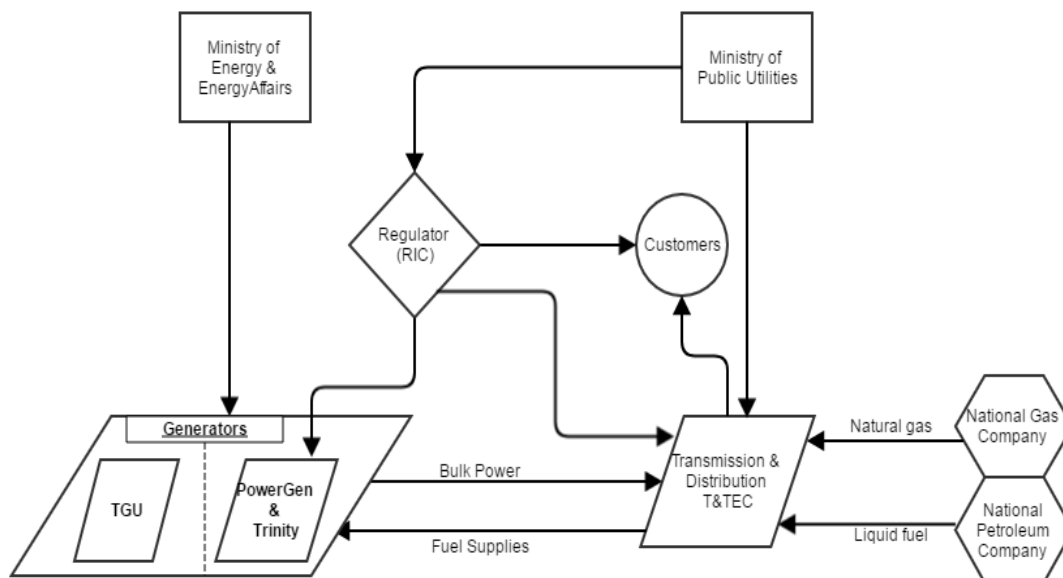 Ministry of
Energy &
EnergyAffairs
Ministry of
Public Utilities
Regulator
(RIC)
Customers
Generators
TGU
PowerGen
&
Trinity
Bulk Power
Fuel Supplies
Transmission &
Distribution
T&TEC
Natural gas
Liquid fuel
National Gas
Company
National
Petroleum
Company